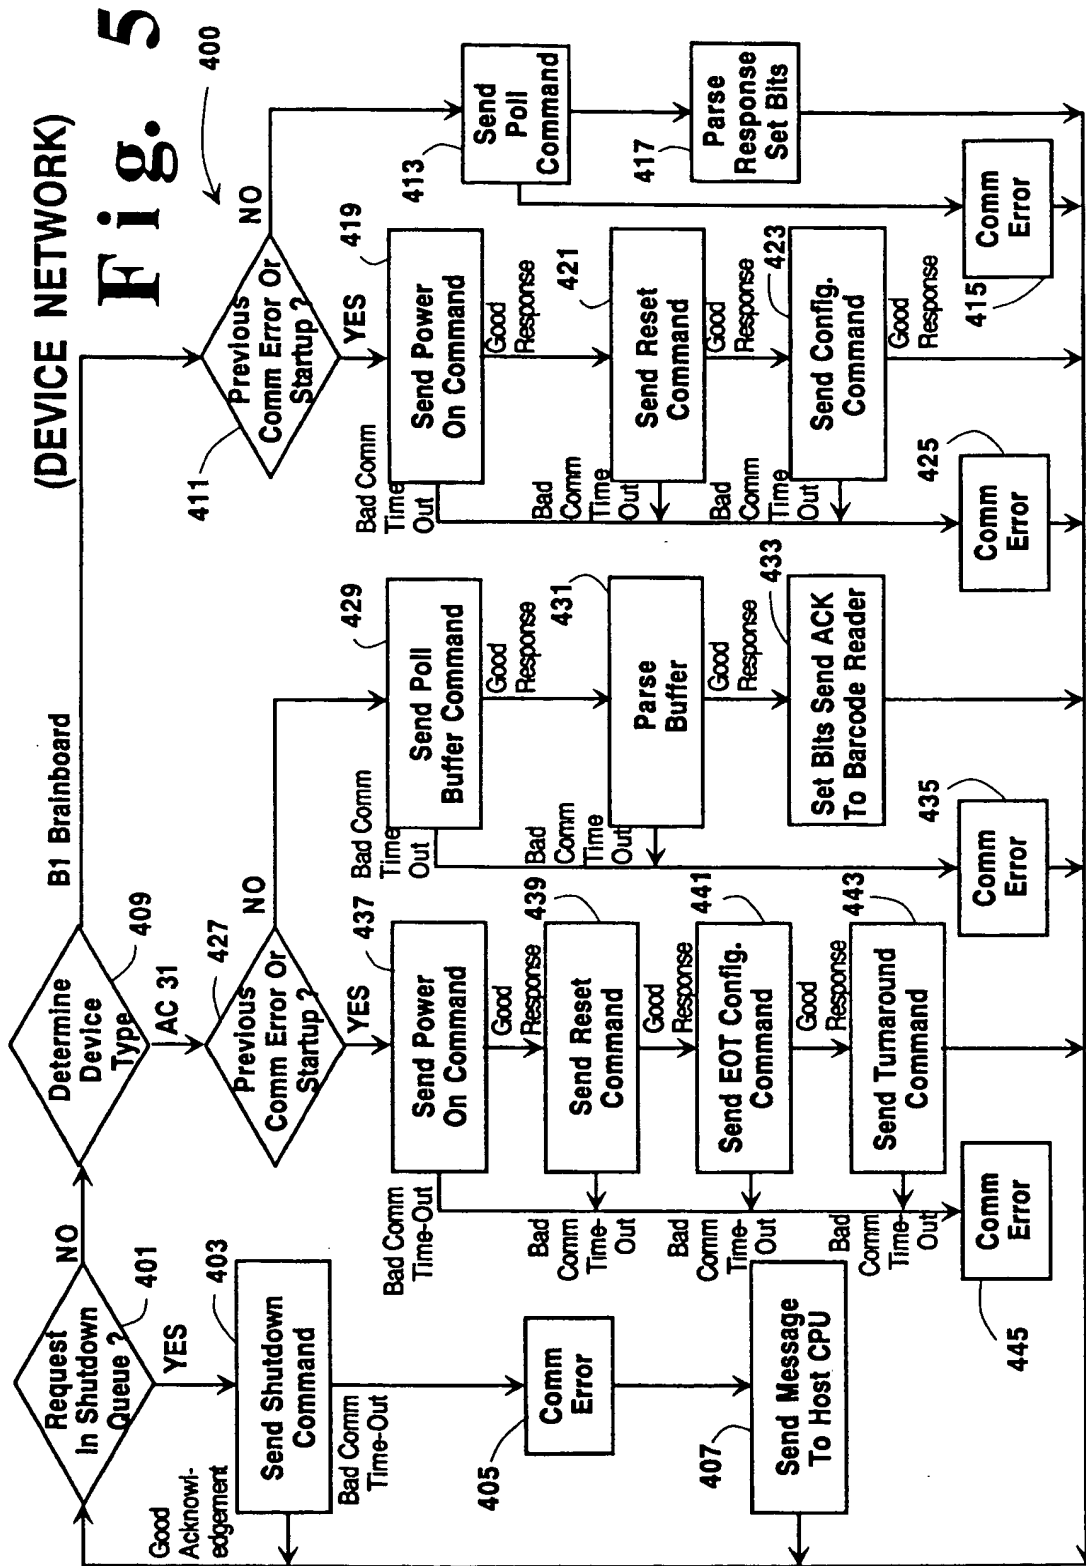 (DEVICE NETWORK)
Fig. 5
400
Request
In Shutdown
Queue ?
401
NO
YES
Good
Acknowl-
edgement
403
Send Shutdown
Command
Bad Comm
Time-Out
405
Comm
Error
407
Send Message
To Host CPU
Determine
Device
Type
409
B1 Brainboard
AC 31
427
Previous
Comm Error Or
Startup ?
NO
YES
437
Send Power
On Command
Bad Comm
Time-Out
Good
Response
439
Send Reset
Command
Bad
Comm
Time-
Out
Good
Response
441
Send EOT Config.
Command
Bad
Comm
Time-
Out
Good
Response
443
Send Turnaround
Command
Bad
Comm
Time-
Out
Comm
Error
445
429
Send Poll
Buffer Command
Bad Comm
Time
Out
Good
Response
431
Parse
Buffer
Bad
Comm
Time
Out
Good
Response
433
Set Bits Send ACK
To Barcode Reader
435
Comm
Error
411
Previous
Comm Error Or
Startup ?
NO
YES
419
Send Power
On Command
Bad Comm
Time
Out
Good
Response
421
Send Reset
Command
Bad
Comm
Time
Out
Good
Response
423
Send Config.
Command
Bad
Comm
Time
Out
Good
Response
425
Comm
Error
413
Send
Poll
Command
417
Parse
Response
Set Bits
415
Comm
Error